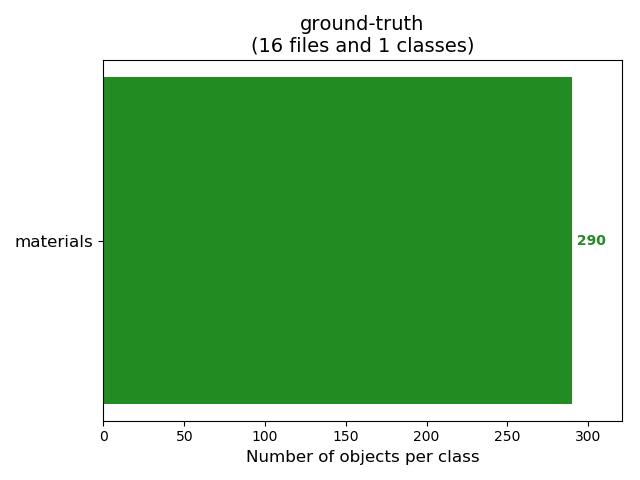 ground-truth
(16 files and 1 classes)
materials
290
0 50 100 150 200 250 300
Number of objects per class